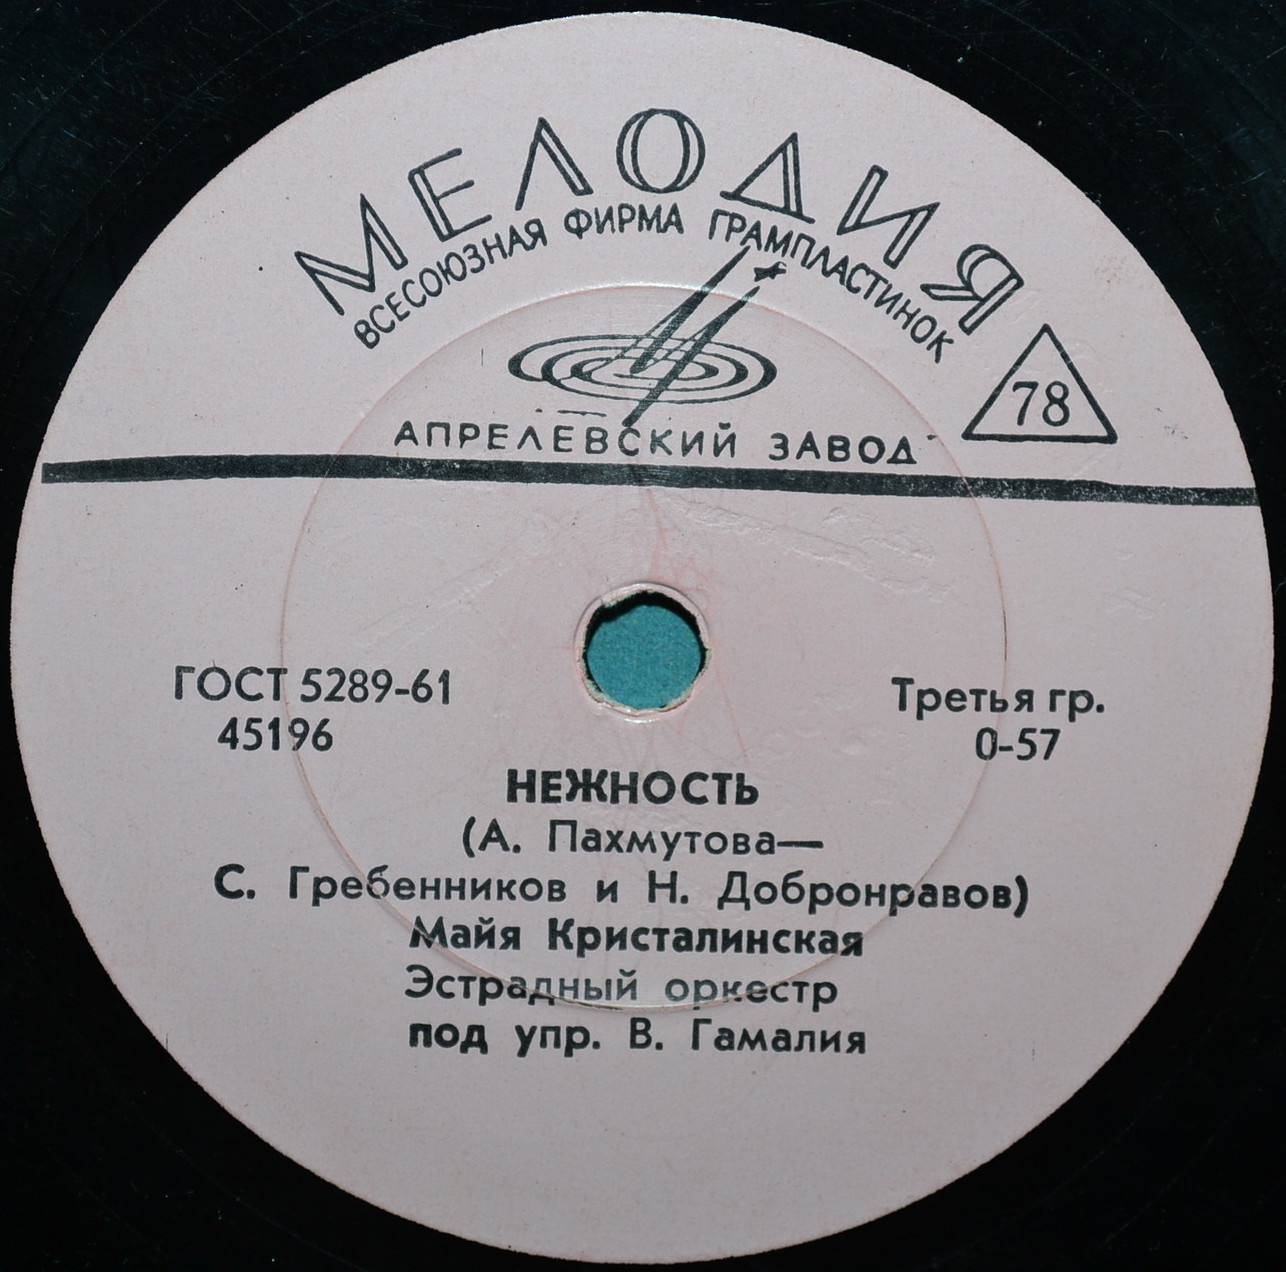 МЕЛОДИЯ
ВСЕСОЮЗНАЯ ФИРМА ГРАМПЛАСТИНОК
78
АПРЕЛЕВСКИЙ ЗАВОД
ГОСТ 5289-61
45196
Третья гр.
0-57
НЕЖНОСТЬ
(А. Пахмутова—
С. Гребенников и Н. Добронравов)
Майя Кристалинская
Эстрадный оркестр
под упр. В. Гамалия